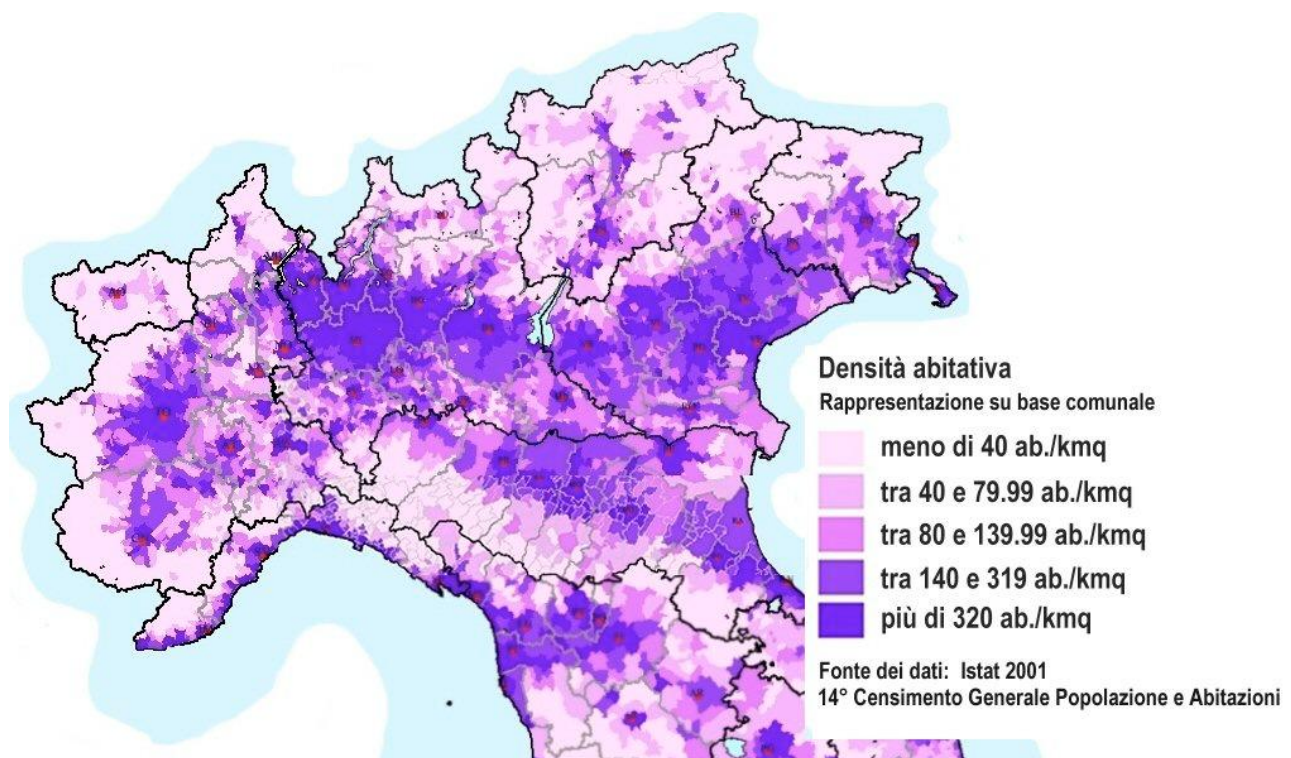 Densità abitativa
Rappresentazione su base comunale
meno di 40 ab./kmq
tra 40 e 79.99 ab./kmq
tra 80 e 139.99 ab./kmq
tra 140 e 319 ab./kmq
più di 320 ab./kmq
Fonte dei dati: Istat 2001
14° Censimento Generale Popolazione e Abitazioni